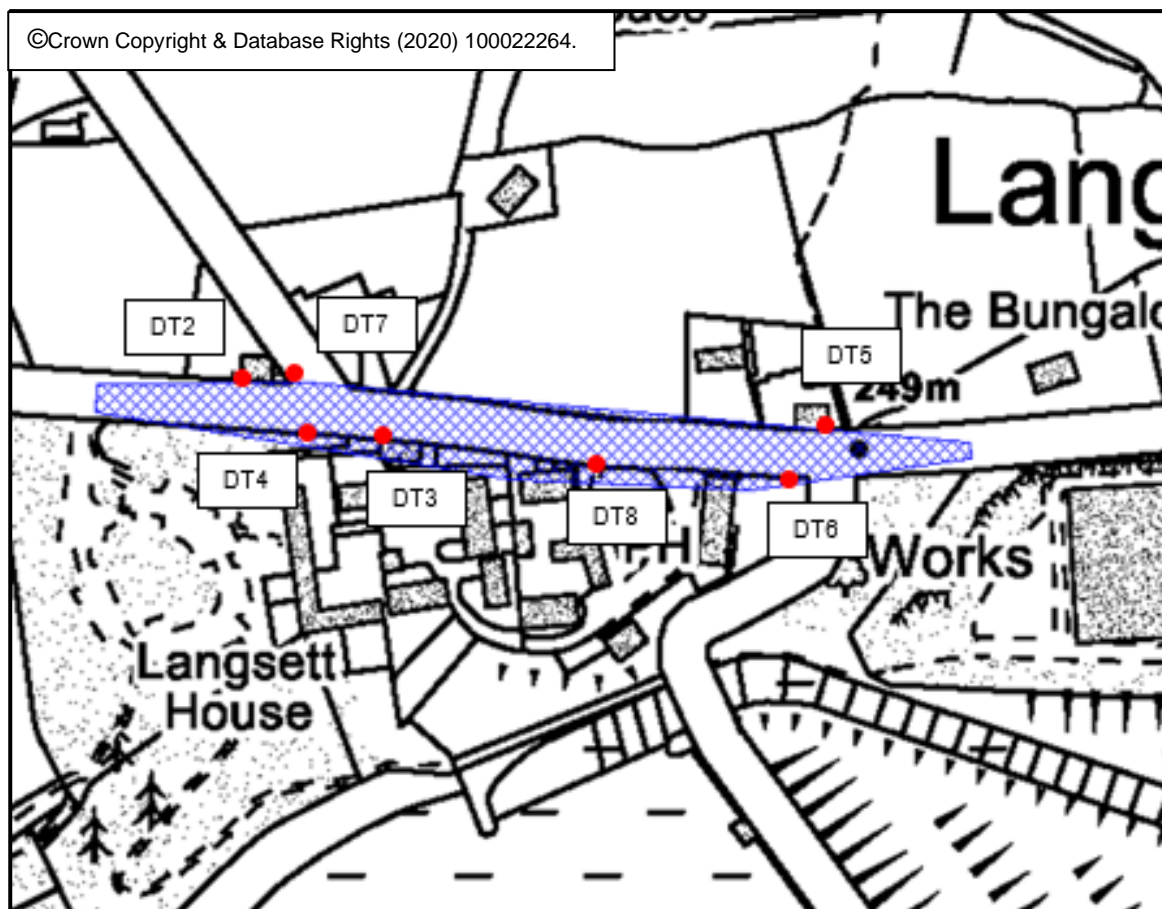 ©Crown Copyright & Database Rights (2020) 100022264.
Lang
DT2
DT7
The Bungalo
DT5
249m
DT4
DT3
DT8
DT6
PH
Works
Langsett
House